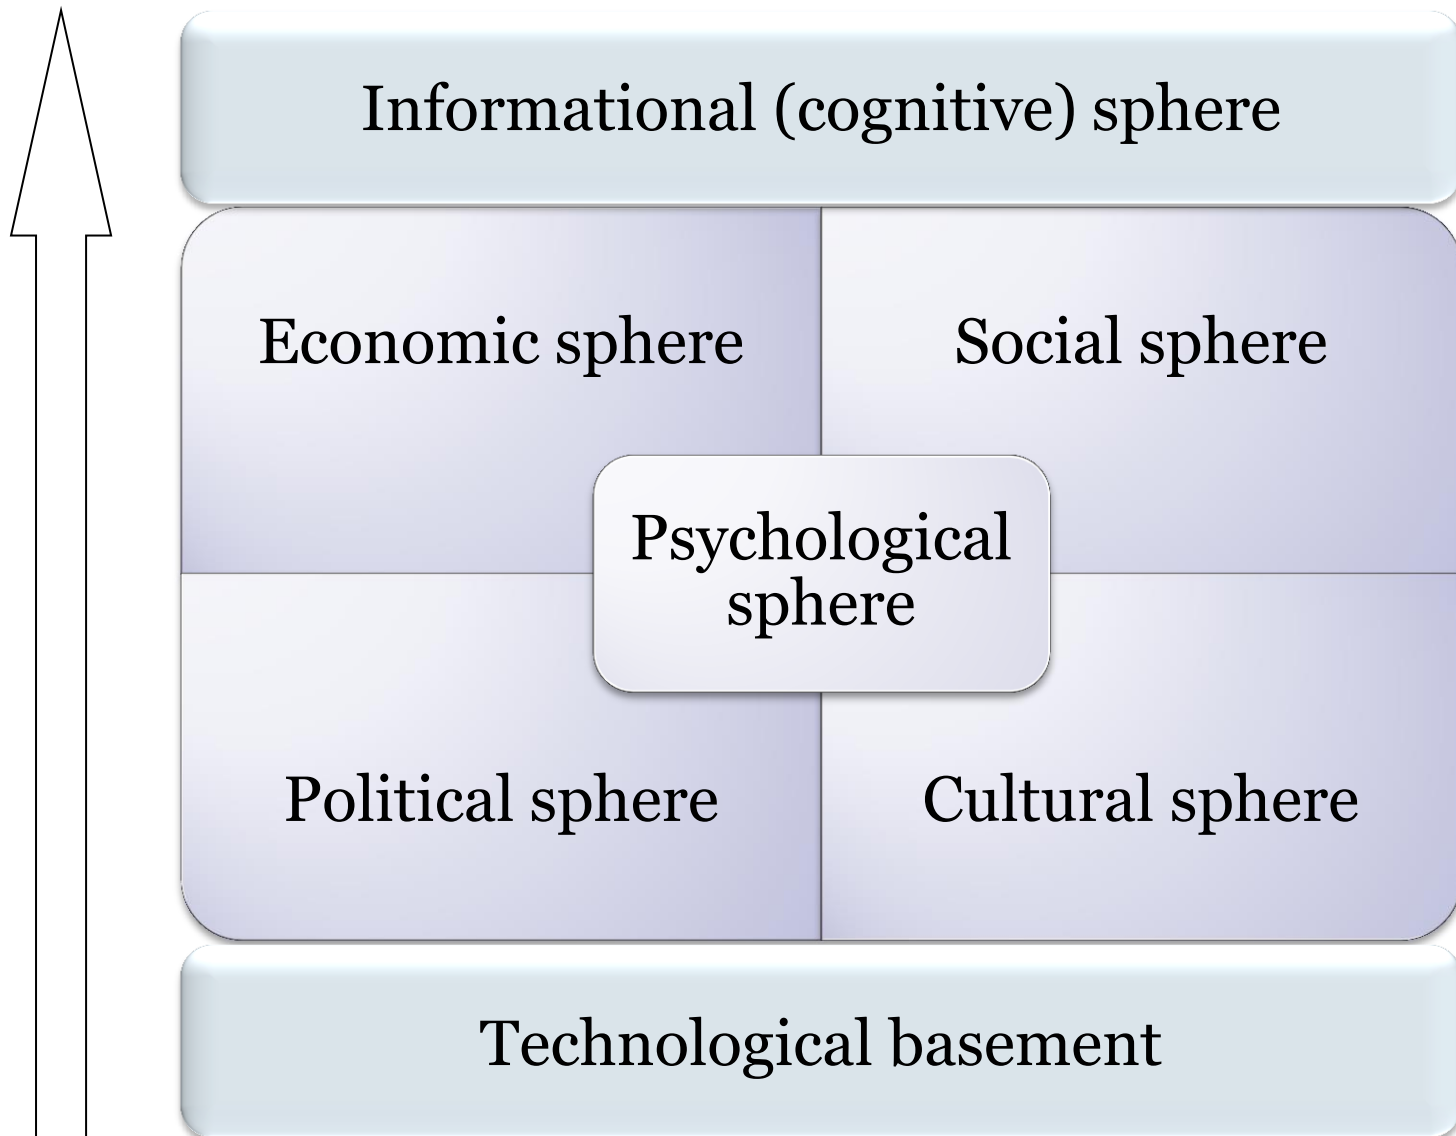 Informational (cognitive) sphere
Economic sphere
Social sphere
Psychological
sphere
Political sphere
Cultural sphere
Technological basement